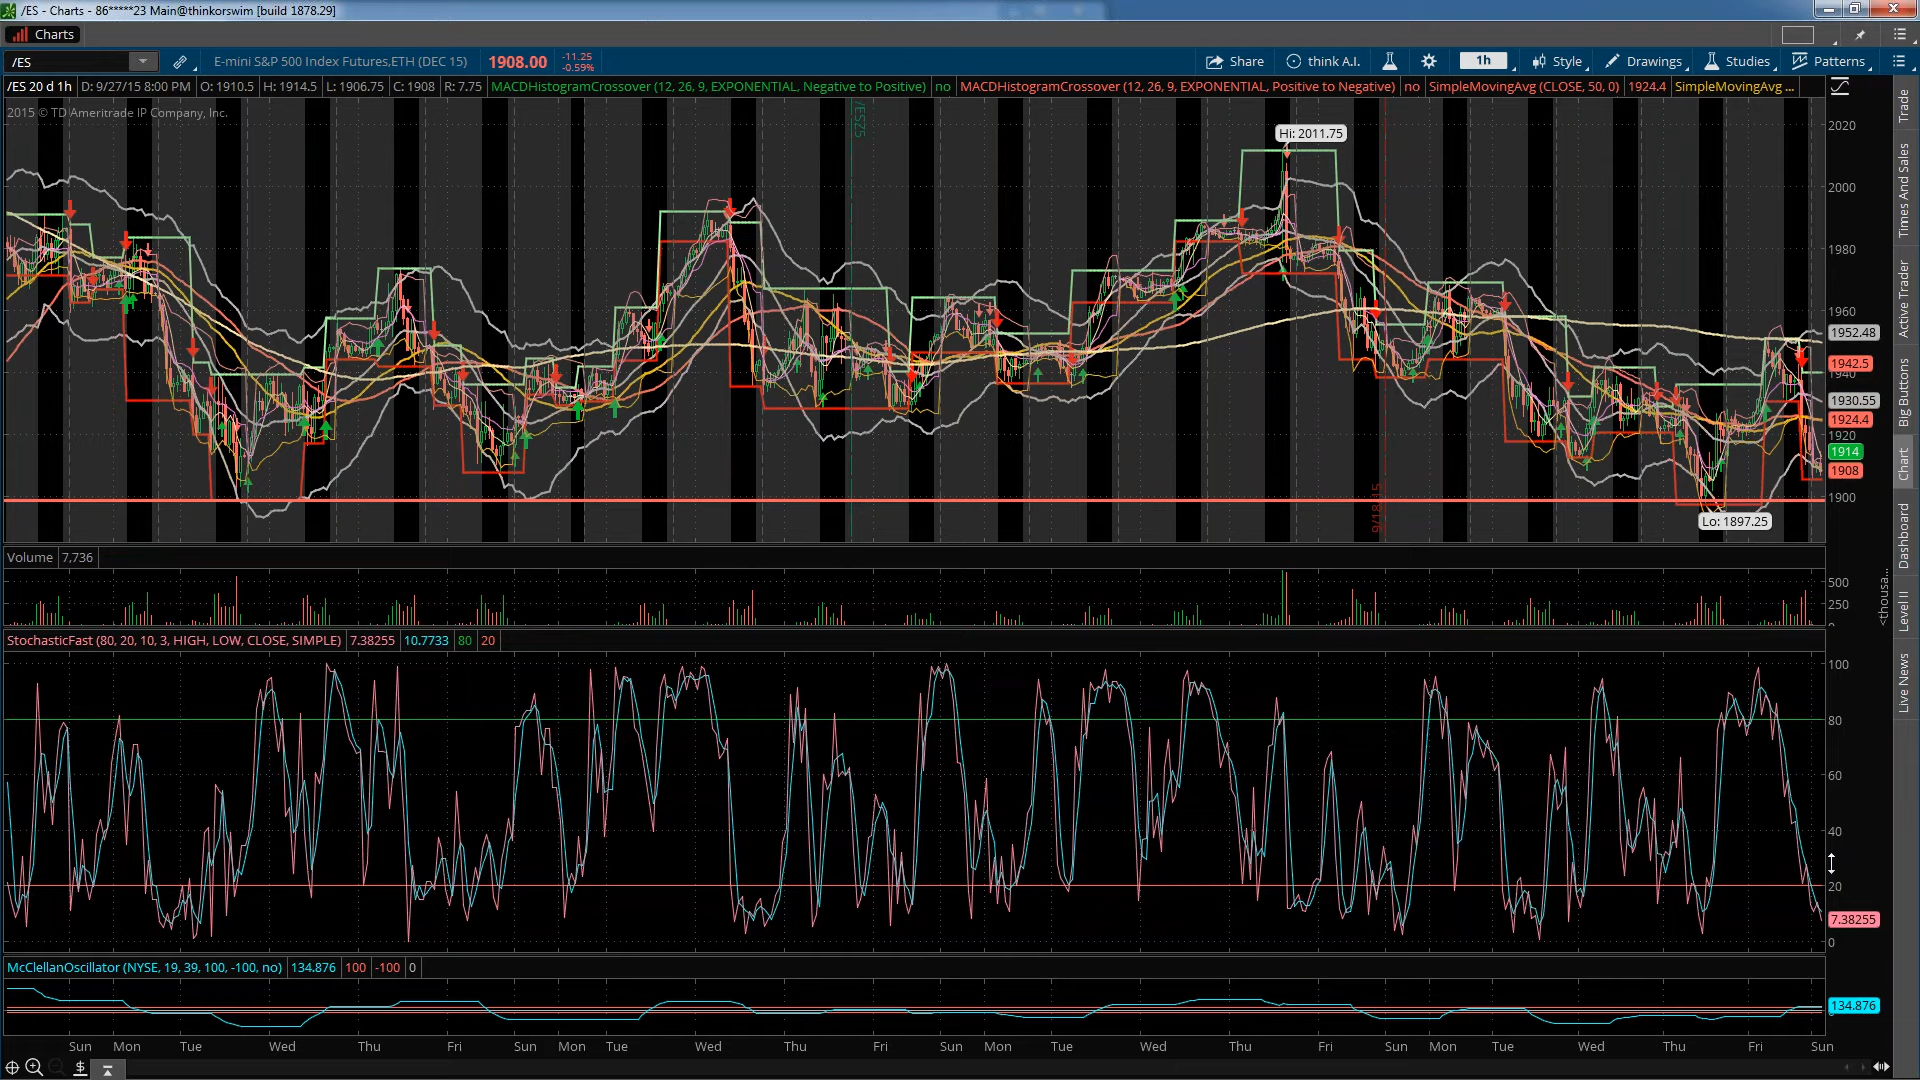 /ES - Charts - 86*****23 Main@thinkorswim [build 1878.29]
Charts
/ES E-mini S&P 500 Index Futures,ETH (DEC 15) 1908.00 -11.25 -0.59% Share think A.I. 1h Style Drawings Studies Patterns
/ES 20 d 1h D: 9/27/15 8:00 PM O: 1910.5 H: 1914.5 L: 1906.75 C: 1908 R: 7.75 MACDHistogramCrossover (12, 26, 9, EXPONENTIAL, Negative to Positive) no MACDHistogramCrossover (12, 26, 9, EXPONENTIAL, Positive to Negative) no SimpleMovingAvg (CLOSE, 50, 0) 1924.4 SimpleMovingAvg ...
2015 © TD Ameritrade IP Company, Inc.
/ESZ5
Hi: 2011.75
2020
2000
1980
1960
1952.48
1942.5
1940
1930.55
1924.4
1920
1914
1908
1900
9/18/15
Lo: 1897.25
Volume 7,736
500
250
0
<thousa...
StochasticFast (80, 20, 10, 3, HIGH, LOW, CLOSE, SIMPLE) 7.38255 10.7733 80 20
100
80
60
40
20
7.38255
0
McClellanOscillator (NYSE, 19, 39, 100, -100, no) 134.876 100 -100 0
134.876
Sun Mon Tue Wed Thu Fri Sun Mon Tue Wed Thu Fri Sun Mon Tue Wed Thu Fri Sun Mon Tue Wed Thu Fri Sun
$
Trade
Times And Sales
Active Trader
Big Buttons
Chart
Dashboard
Level II
Live News